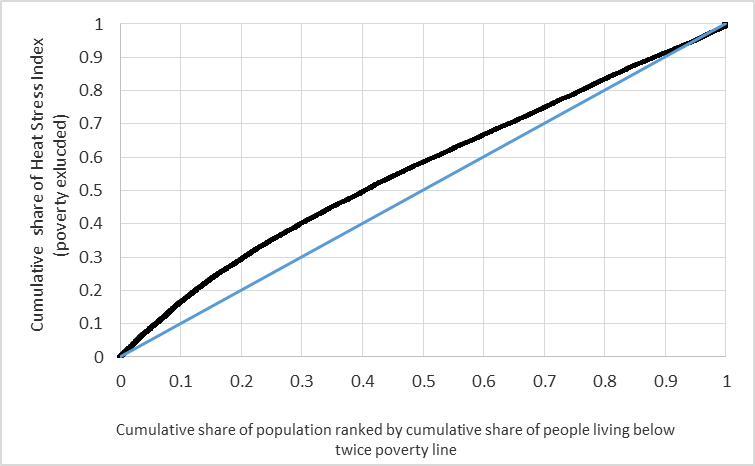 Cumulative share of Heat Stress Index
(poverty exlucded)
1
0.9
0.8
0.7
0.6
0.5
0.4
0.3
0.2
0.1
0
0 0.1 0.2 0.3 0.4 0.5 0.6 0.7 0.8 0.9 1
Cumulative share of population ranked by cumulative share of people living below
twice poverty line